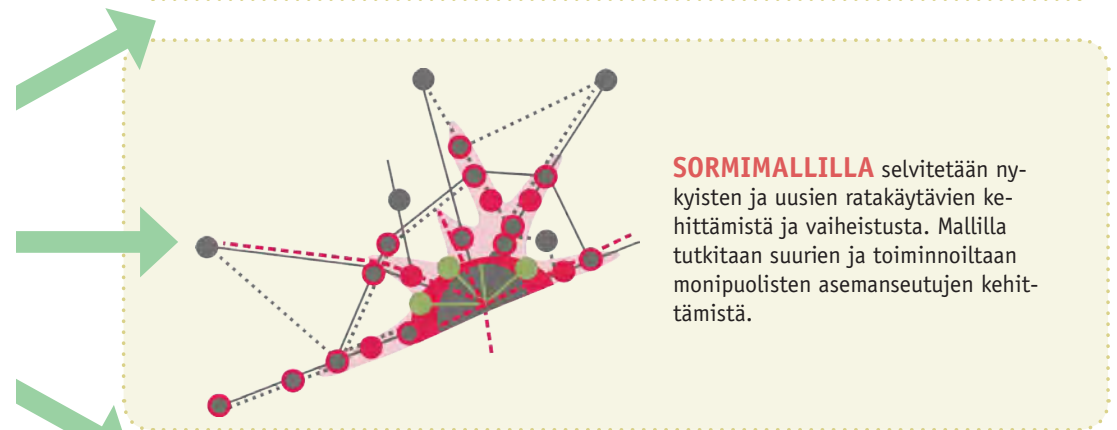 SORMIMALLILLA selvitetään ny-
kyisten ja uusien ratakäytävien ke-
hittämistä ja vaiheistusta. Mallilla
tutkitaan suurien ja toiminnoiltaan
monipuolisten asemanseutujen kehit-
tämistä.